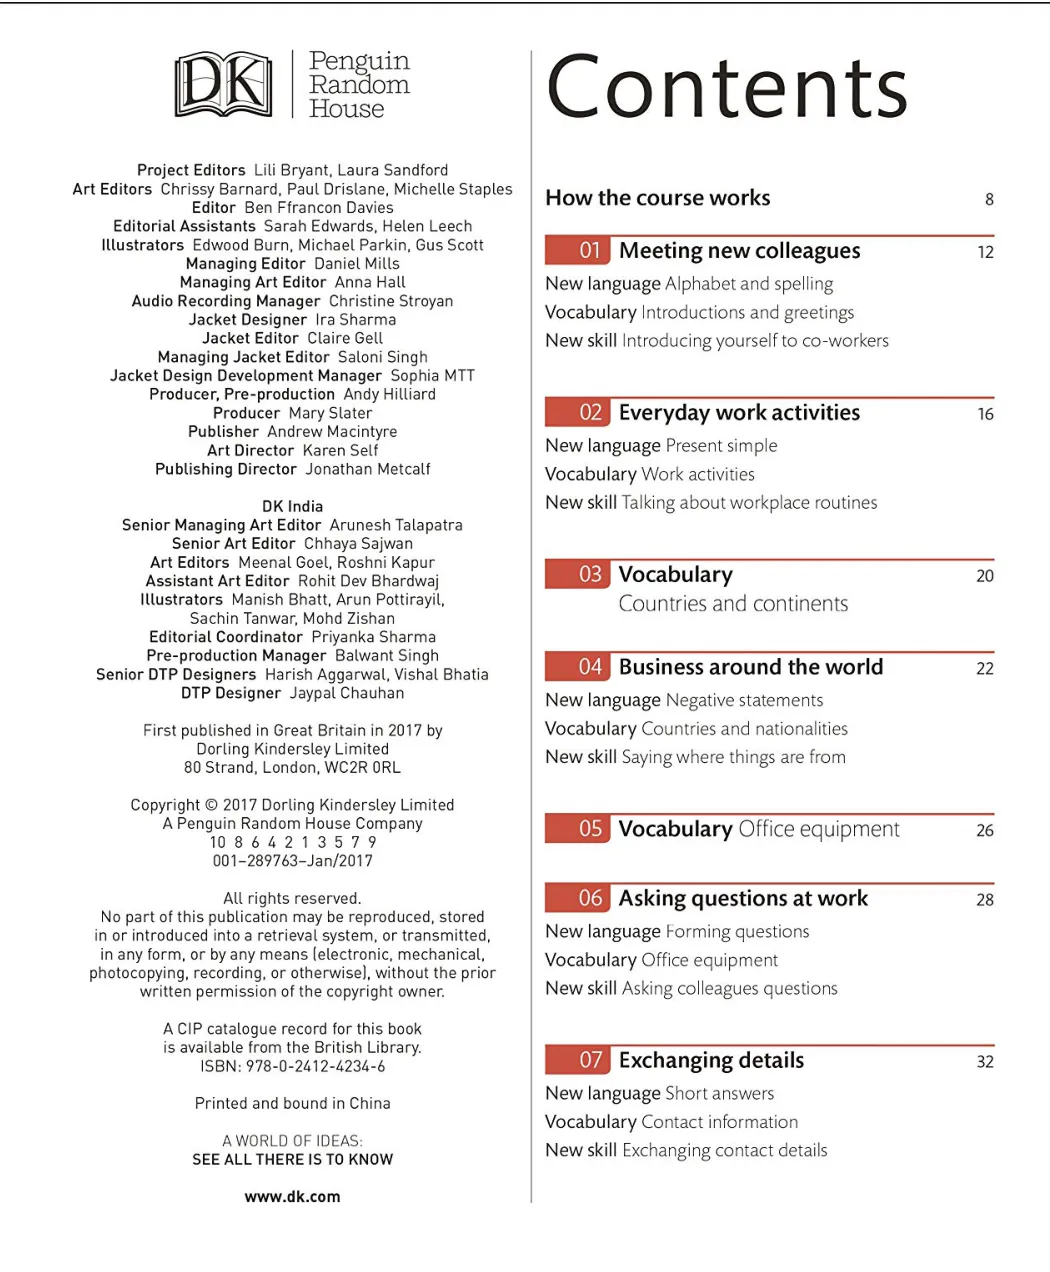 DK
Penguin
Random
House
Project Editors Lili Bryant, Laura Sandford
Art Editors Chrissy Barnard, Paul Drislane, Michelle Staples
Editor Ben Ffrancon Davies
Editorial Assistants Sarah Edwards, Helen Leech
Illustrators Edwood Burn, Michael Parkin, Gus Scott
Managing Editor Daniel Mills
Managing Art Editor Anna Hall
Audio Recording Manager Christine Stroyan
Jacket Designer Ira Sharma
Jacket Editor Claire Gell
Managing Jacket Editor Saloni Singh
Jacket Design Development Manager Sophia MTT
Producer, Pre-production Andy Hilliard
Producer Mary Slater
Publisher Andrew Macintyre
Art Director Karen Self
Publishing Director Jonathan Metcalf
DK India
Senior Managing Art Editor Arunesh Talapatra
Senior Art Editor Chhaya Sajwan
Art Editors Meenal Goel, Roshni Kapur
Assistant Art Editor Rohit Dev Bhardwaj
Illustrators Manish Bhatt, Arun Pottirayil,
Sachin Tanwar, Mohd Zishan
Editorial Coordinator Priyanka Sharma
Pre-production Manager Balwant Singh
Senior DTP Designers Harish Aggarwal, Vishal Bhatia
DTP Designer Jaypal Chauhan
First published in Great Britain in 2017 by
Dorling Kindersley Limited
80 Strand, London, WC2R 0RL
Copyright © 2017 Dorling Kindersley Limited
A Penguin Random House Company
10 8 6 4 2 1 3 5 7 9
001–289763–Jan/2017
All rights reserved.
No part of this publication may be reproduced, stored
in or introduced into a retrieval system, or transmitted,
in any form, or by any means (electronic, mechanical,
photocopying, recording, or otherwise), without the prior
written permission of the copyright owner.
A CIP catalogue record for this book
is available from the British Library.
ISBN: 978-0-2412-4234-6
Printed and bound in China
A WORLD OF IDEAS:
SEE ALL THERE IS TO KNOW
www.dk.com
Contents
How the course works 8
01 Meeting new colleagues 12
New language Alphabet and spelling
Vocabulary Introductions and greetings
New skill Introducing yourself to co-workers
02 Everyday work activities 16
New language Present simple
Vocabulary Work activities
New skill Talking about workplace routines
03 Vocabulary 20
Countries and continents
04 Business around the world 22
New language Negative statements
Vocabulary Countries and nationalities
New skill Saying where things are from
05 Vocabulary Office equipment 26
06 Asking questions at work 28
New language Forming questions
Vocabulary Office equipment
New skill Asking colleagues questions
07 Exchanging details 32
New language Short answers
Vocabulary Contact information
New skill Exchanging contact details